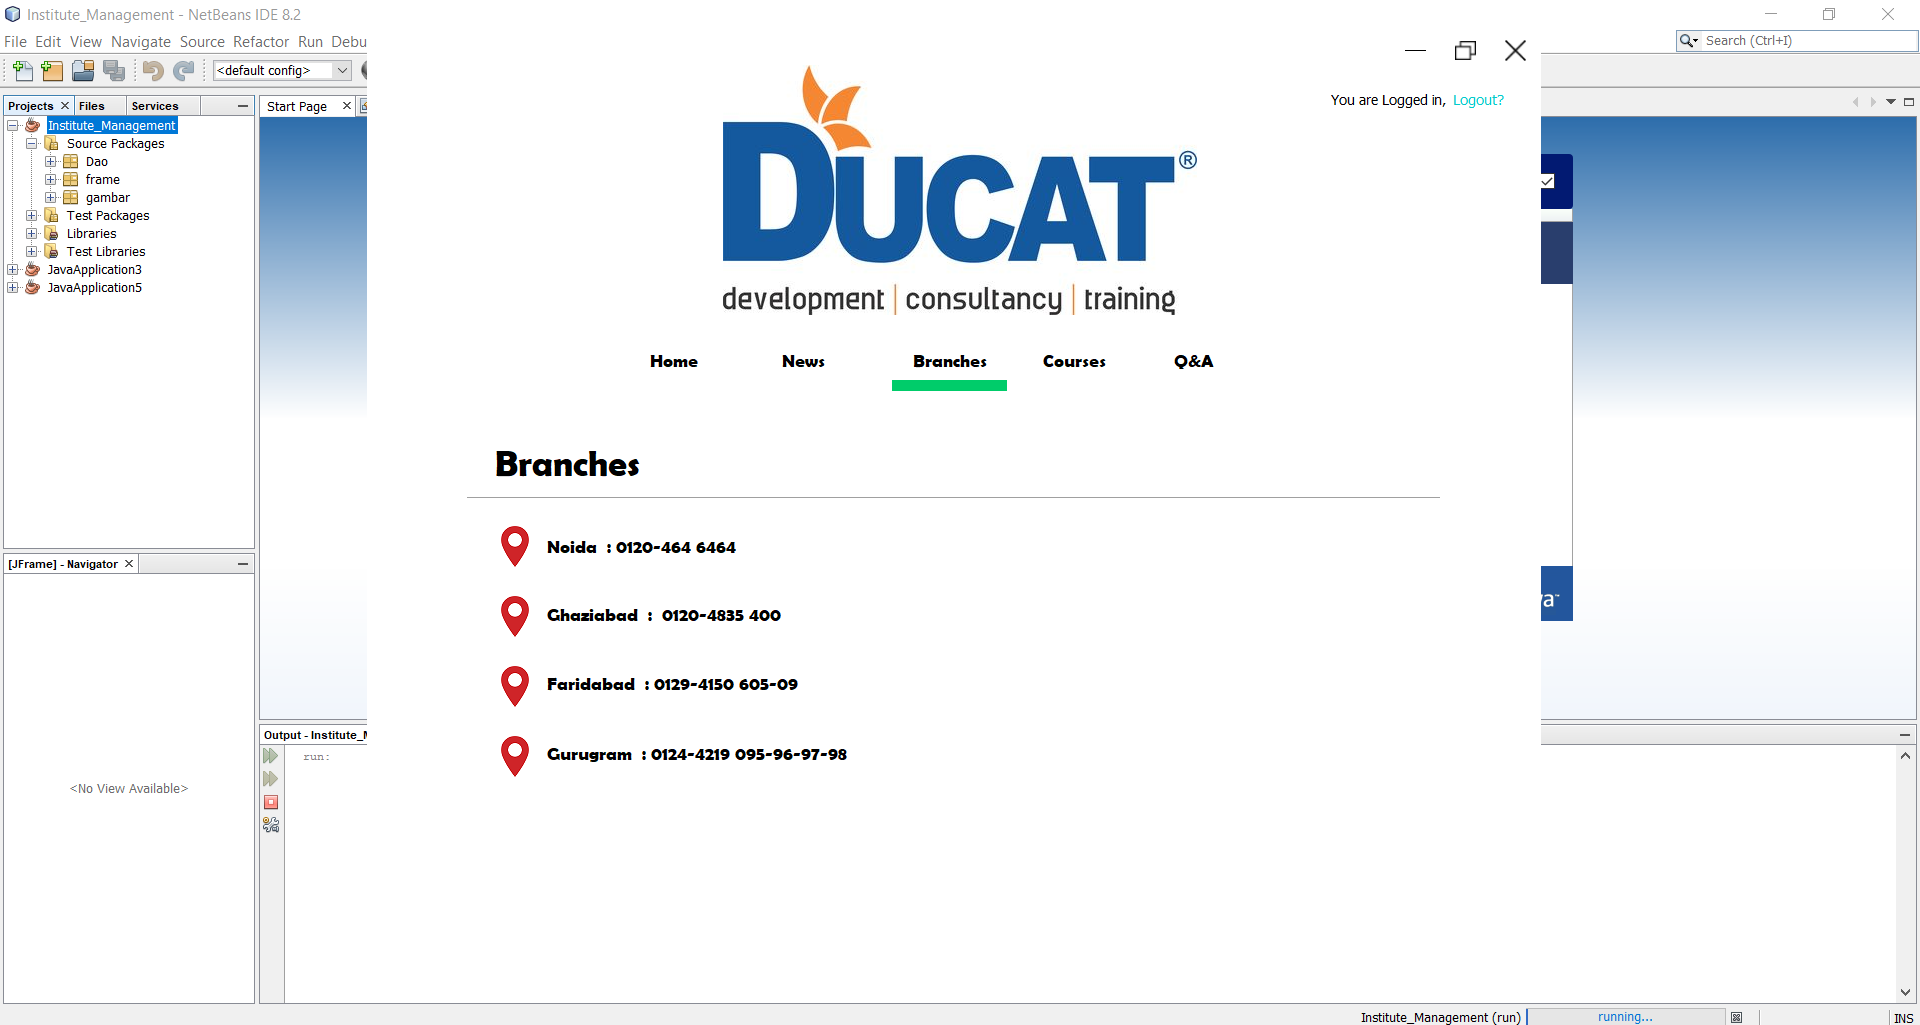 Institute_Management - NetBeans IDE 8.2
File Edit View Navigate Source Refactor Run Debu
Search (Ctrl+I)
<default config>
Projects Files Services
Start Page
Institute_Management
Source Packages
Dao
frame
gambar
Test Packages
Libraries
Test Libraries
JavaApplication3
JavaApplication5
[JFrame] - Navigator
<No View Available>
You are Logged in, Logout?
DUCAT®
development | consultancy | training
Home News Branches Courses Q&A
Branches
Noida : 0120-464 6464
Ghaziabad : 0120-4835 400
Faridabad : 0129-4150 605-09
Gurugram : 0124-4219 095-96-97-98
va™
Output - Institute_M
run:
Institute_Management (run) running... INS